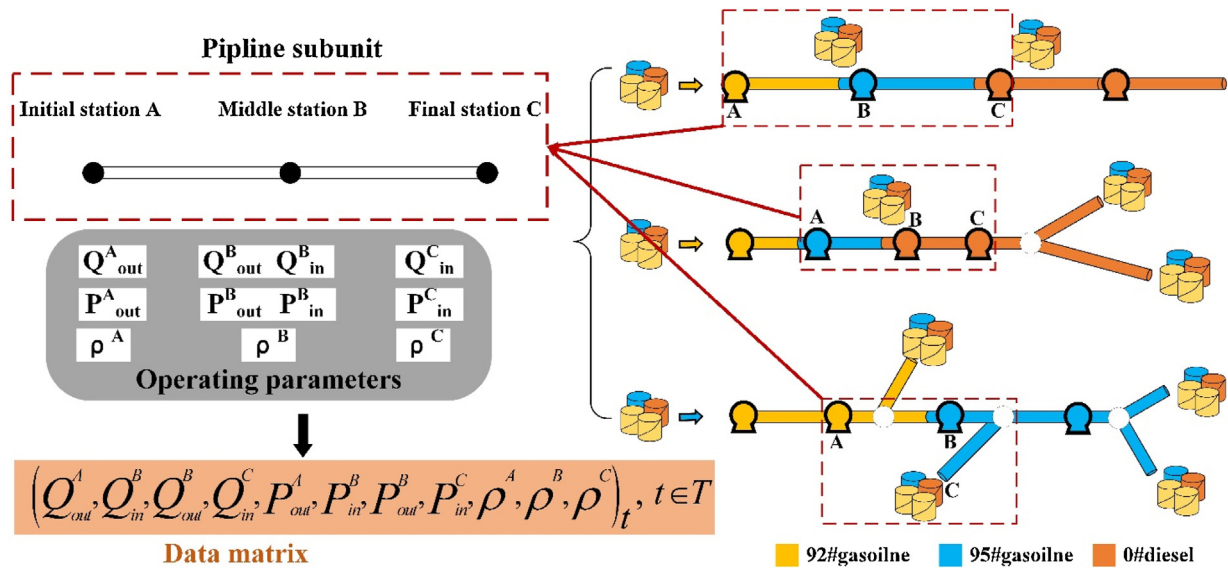 Pipline subunit
Initial station A Middle station B Final station C
Q^A_out Q^B_out Q^B_in Q^C_in
P^A_out P^B_out P^B_in P^C_in
ρ^A ρ^B ρ^C
Operating parameters
(Q^A_out, Q^B_in, Q^B_out, Q^C_in, P^A_out, P^B_in, P^B_out, P^C_in, ρ^A, ρ^B, ρ^C)_t, t∈T
Data matrix
A B C
A B C
A B C
92#gasoilne 95#gasoilne 0#diesel